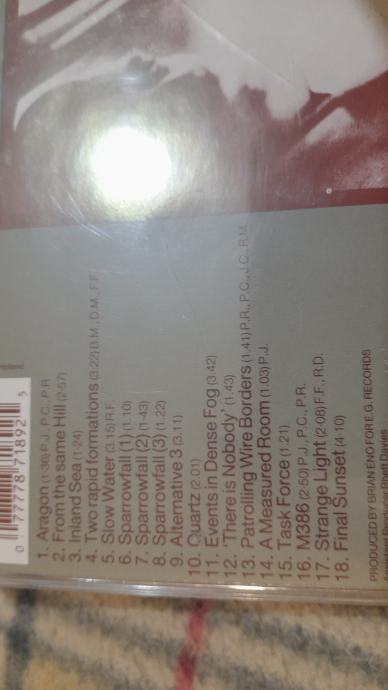 1. Aragon (1·36) P.J., P.C., P.R
2. From the same Hill (2·57)
3. Inland Sea (1·24)
4. Two rapid formations (3.22) B.M., D.M., F.F.
5. Slow Water (3.15) R.F.
6. Sparrowfall (1) (1.10)
7. Sparrowfall (2) (1·43)
8. Sparrowfall (3) (1.22)
9. Alternative 3 (3.11)
10. Quartz (2.01)
11. Events in Dense Fog (3.42)
12. 'There is Nobody' (1.43)
13. Patrolling Wire Borders (1.41) P.R., P.C., J.C., R.M.
14. A Measured Room (1.03) P.J.
15. Task Force (1.21)
16. M386 (2·50) P.J., P.C., P.R.
17. Strange Light (2·08) F.F., R.D.
18. Final Sunset (4·10)
PRODUCED BY BRIAN ENO FOR E.G. RECORDS
Holland
0 77778 71892 5